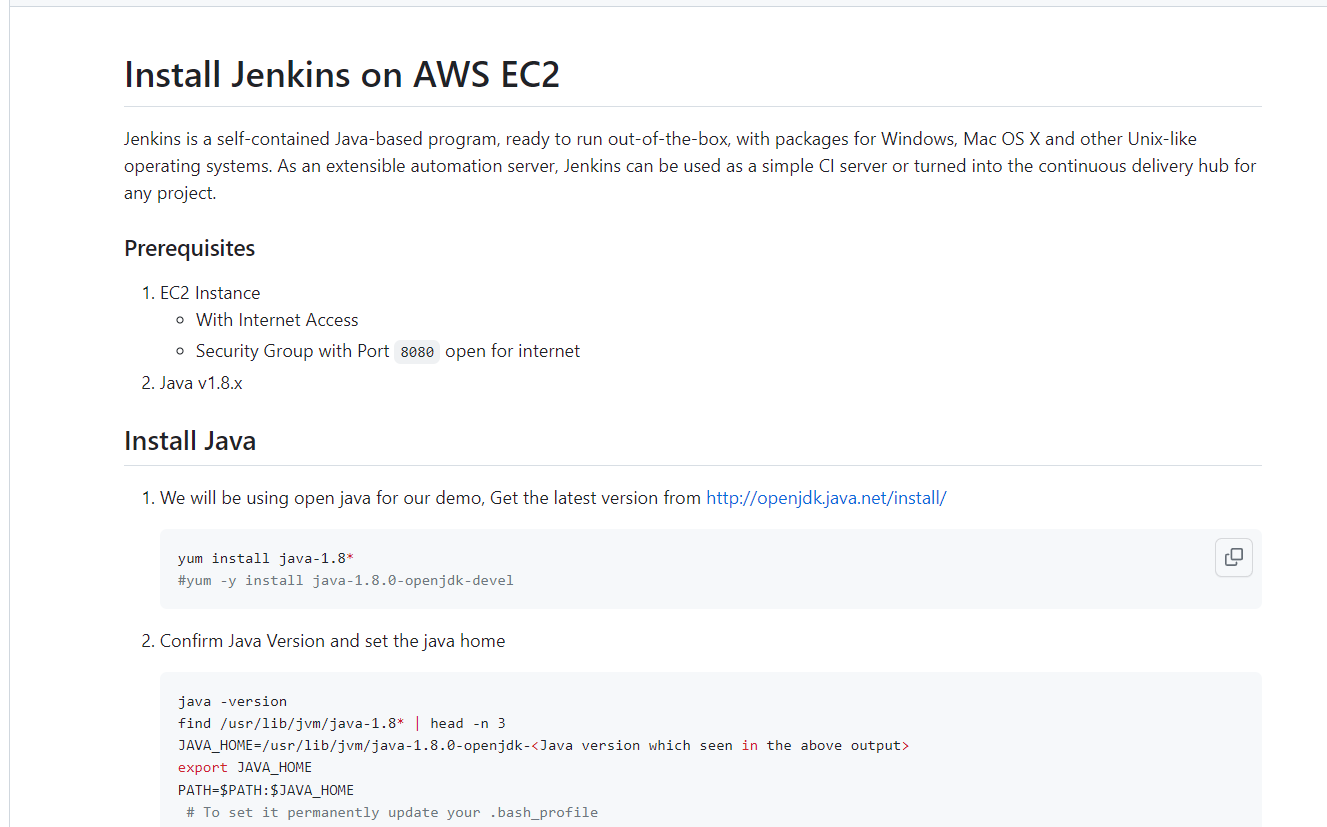 Install Jenkins on AWS EC2
Jenkins is a self-contained Java-based program, ready to run out-of-the-box, with packages for Windows, Mac OS X and other Unix-like
operating systems. As an extensible automation server, Jenkins can be used as a simple CI server or turned into the continuous delivery hub for
any project.
Prerequisites
1. EC2 Instance
With Internet Access
Security Group with Port 8080 open for internet
2. Java v1.8.x
Install Java
1. We will be using open java for our demo, Get the latest version from http://openjdk.java.net/install/
yum install java-1.8*
#yum -y install java-1.8.0-openjdk-devel
2. Confirm Java Version and set the java home
java -version
find /usr/lib/jvm/java-1.8* | head -n 3
JAVA_HOME=/usr/lib/jvm/java-1.8.0-openjdk-<Java version which seen in the above output>
export JAVA_HOME
PATH=$PATH:$JAVA_HOME
# To set it permanently update your .bash_profile